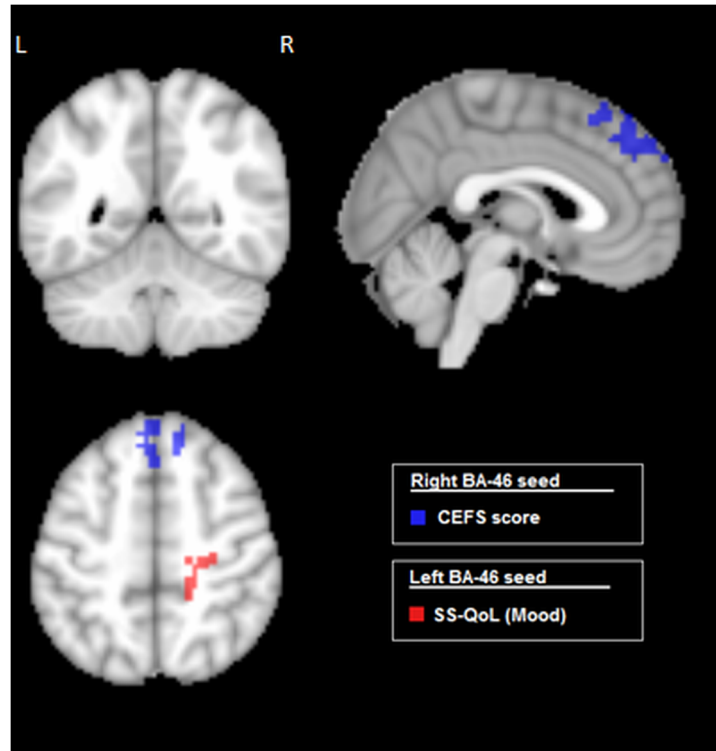 L R
Right BA-46 seed
CEFS score
Left BA-46 seed
SS-QoL (Mood)